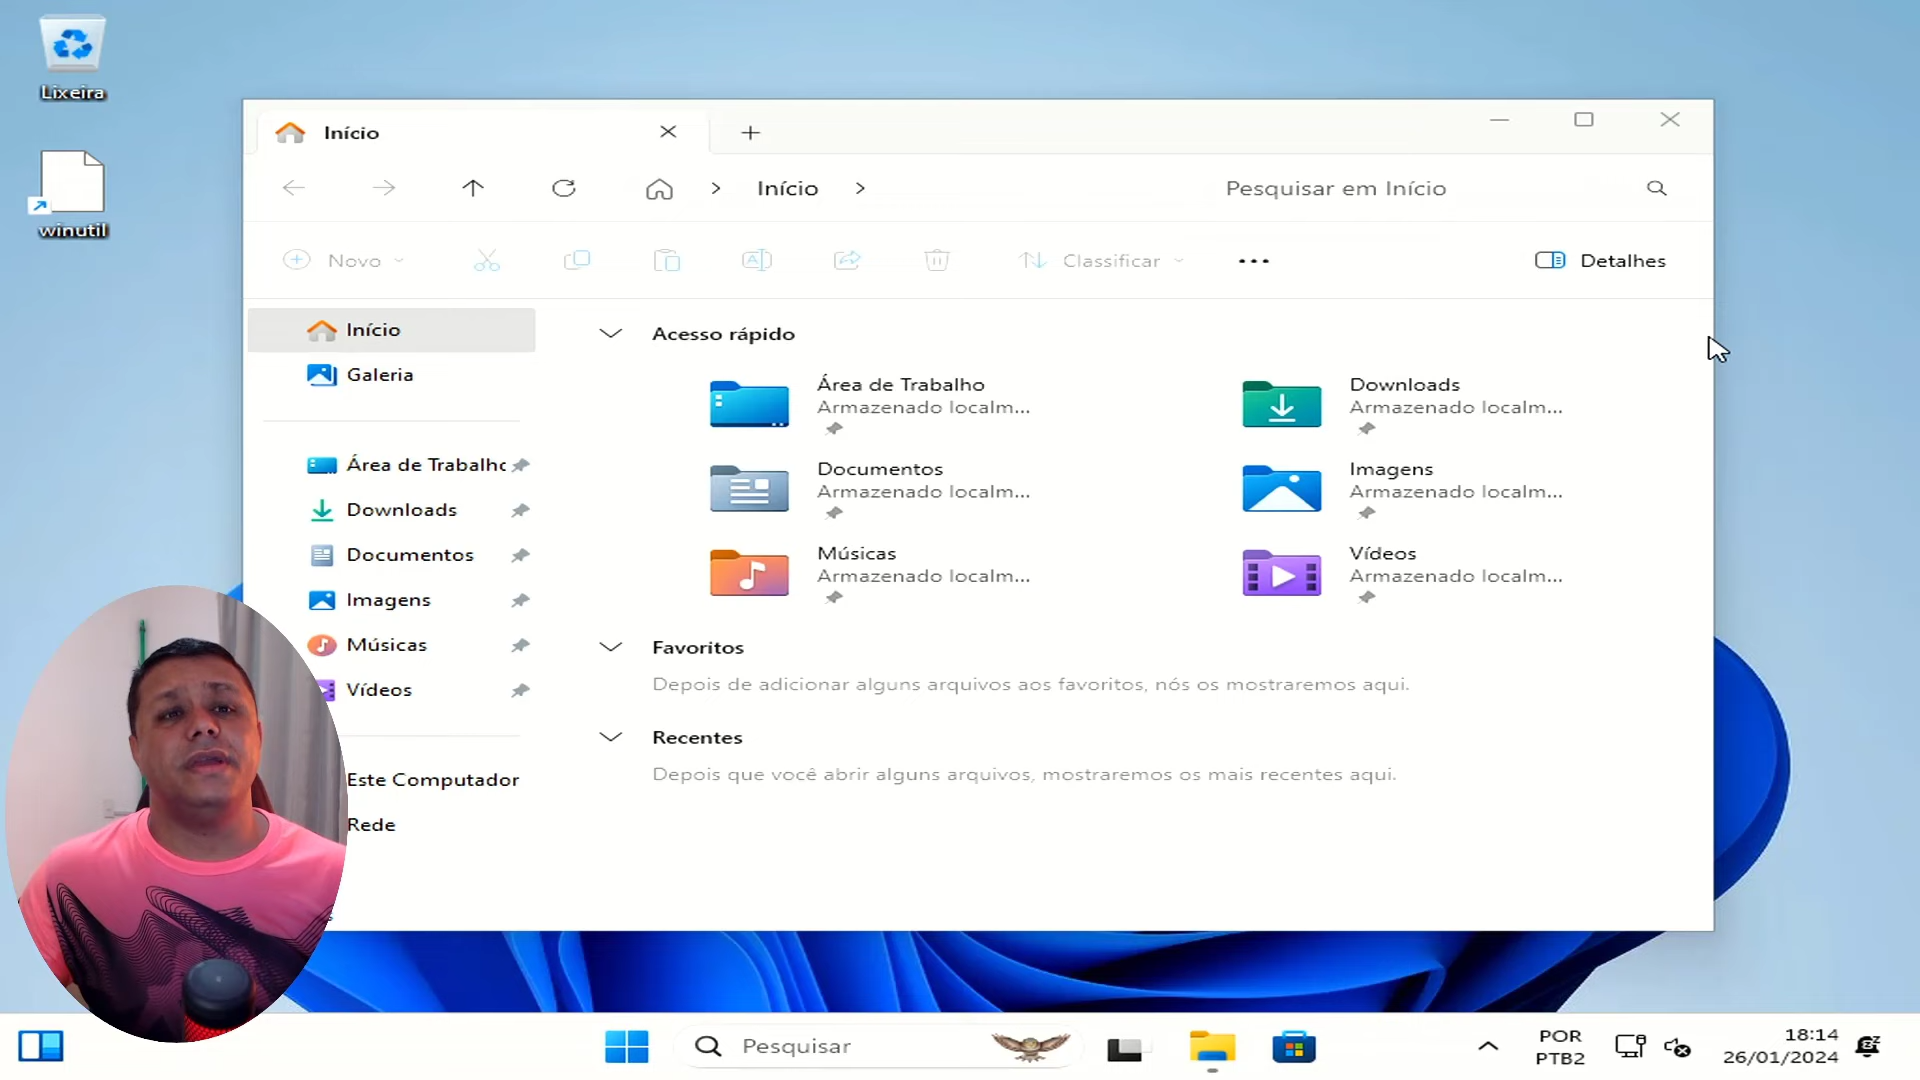 Lixeira
winutil
Início
Início
Pesquisar em Início
Novo
Classificar
Detalhes
Início
Galeria
Área de Trabalho
Downloads
Documentos
Imagens
Músicas
Vídeos
Este Computador
Rede
Acesso rápido
Área de Trabalho
Armazenado localm...
Downloads
Armazenado localm...
Documentos
Armazenado localm...
Imagens
Armazenado localm...
Músicas
Armazenado localm...
Vídeos
Armazenado localm...
Favoritos
Depois de adicionar alguns arquivos aos favoritos, nós os mostraremos aqui.
Recentes
Depois que você abrir alguns arquivos, mostraremos os mais recentes aqui.
Pesquisar
POR
PTB2
18:14
26/01/2024